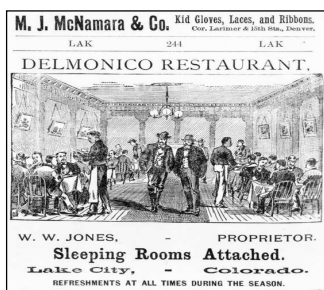 M. J. McNamara & Co. Kid Gloves, Laces, and Ribbons.
Cor. Larimer & 15th Sts., Denver.
LAK 244 LAK
DELMONICO RESTAURANT.
W. W. JONES, - PROPRIETOR.
Sleeping Rooms Attached.
Lake City, - Colorado.
REFRESHMENTS AT ALL TIMES DURING THE SEASON.